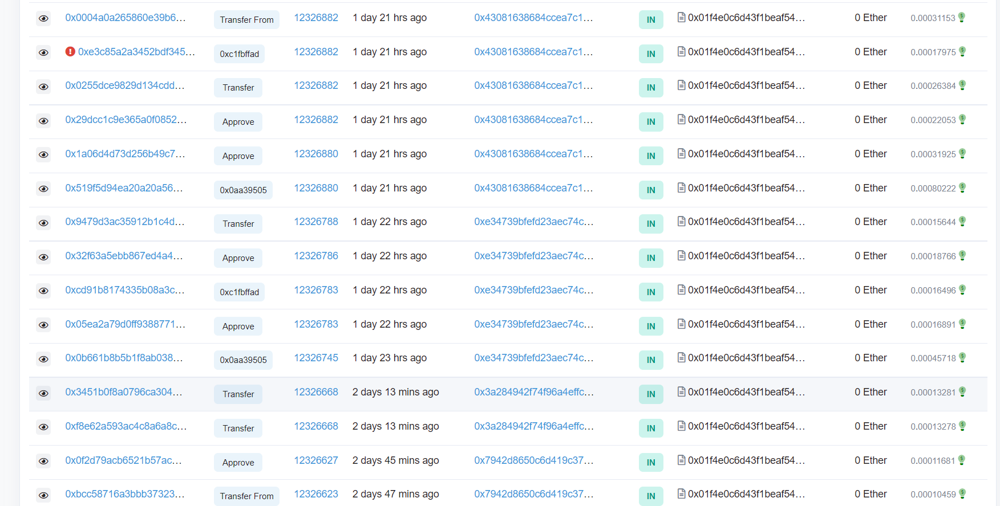 0x0004a0a265860e39b6... Transfer From 12326882 1 day 21 hrs ago 0x43081638684ccea7c1... IN 0x01f4e0c6d43f1beaf54... 0 Ether 0.00031153
0xe3c85a2a3452bdf345... 0xc1fbffad 12326882 1 day 21 hrs ago 0x43081638684ccea7c1... IN 0x01f4e0c6d43f1beaf54... 0 Ether 0.00017975
0x0255dce9829d134cdd... Transfer 12326882 1 day 21 hrs ago 0x43081638684ccea7c1... IN 0x01f4e0c6d43f1beaf54... 0 Ether 0.00026384
0x29dcc1c9e365a0f0852... Approve 12326882 1 day 21 hrs ago 0x43081638684ccea7c1... IN 0x01f4e0c6d43f1beaf54... 0 Ether 0.00022053
0x1a06d4d73d256b49c7... Approve 12326880 1 day 21 hrs ago 0x43081638684ccea7c1... IN 0x01f4e0c6d43f1beaf54... 0 Ether 0.00031925
0x519f5d94ea20a20a56... 0x0aa39505 12326880 1 day 21 hrs ago 0x43081638684ccea7c1... IN 0x01f4e0c6d43f1beaf54... 0 Ether 0.00080222
0x9479d3ac35912b1c4d... Transfer 12326788 1 day 22 hrs ago 0xe34739bfefd23aec74c... IN 0x01f4e0c6d43f1beaf54... 0 Ether 0.00015644
0x32f63a5ebb867ed4a4... Approve 12326786 1 day 22 hrs ago 0xe34739bfefd23aec74c... IN 0x01f4e0c6d43f1beaf54... 0 Ether 0.00018766
0xcd91b8174335b08a3c... 0xc1fbffad 12326783 1 day 22 hrs ago 0xe34739bfefd23aec74c... IN 0x01f4e0c6d43f1beaf54... 0 Ether 0.00016496
0x05ea2a79d0ff9388771... Approve 12326783 1 day 22 hrs ago 0xe34739bfefd23aec74c... IN 0x01f4e0c6d43f1beaf54... 0 Ether 0.00016891
0x0b661b8b5b1f8ab038... 0x0aa39505 12326745 1 day 23 hrs ago 0xe34739bfefd23aec74c... IN 0x01f4e0c6d43f1beaf54... 0 Ether 0.00045718
0x3451b0f8a0796ca304... Transfer 12326668 2 days 13 mins ago 0x3a284942f74f96a4effc... IN 0x01f4e0c6d43f1beaf54... 0 Ether 0.00013281
0xf8e62a593ac4c8a6a8c... Transfer 12326668 2 days 13 mins ago 0x3a284942f74f96a4effc... IN 0x01f4e0c6d43f1beaf54... 0 Ether 0.00013278
0x0f2d79acb6521b57ac... Approve 12326627 2 days 45 mins ago 0x7942d8650c6d419c37... IN 0x01f4e0c6d43f1beaf54... 0 Ether 0.00011681
0xbcc58716a3bbb37323... Transfer From 12326623 2 days 47 mins ago 0x7942d8650c6d419c37... IN 0x01f4e0c6d43f1beaf54... 0 Ether 0.00010459